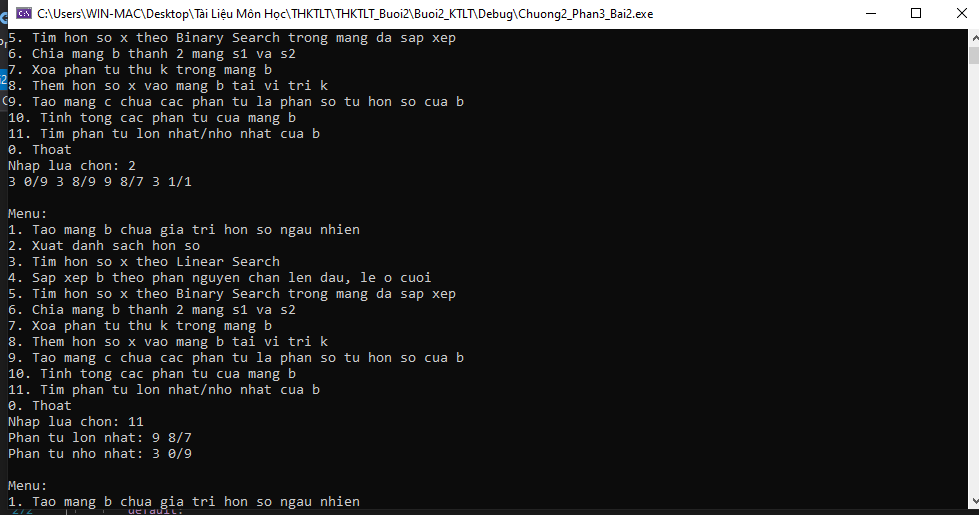 C:\Users\WIN-MAC\Desktop\Tài Liệu Môn Học\THKTLT\THKTLT_Buoi2\Buoi2_KTLT\Debug\Chuong2_Phan3_Bai2.exe
5. Tim hon so x theo Binary Search trong mang da sap xep
6. Chia mang b thanh 2 mang s1 va s2
7. Xoa phan tu thu k trong mang b
8. Them hon so x vao mang b tai vi tri k
9. Tao mang c chua cac phan tu la phan so tu hon so cua b
10. Tinh tong cac phan tu cua mang b
11. Tim phan tu lon nhat/nho nhat cua b
0. Thoat
Nhap lua chon: 2
3 0/9 3 8/9 9 8/7 3 1/1
Menu:
1. Tao mang b chua gia tri hon so ngau nhien
2. Xuat danh sach hon so
3. Tim hon so x theo Linear Search
4. Sap xep b theo phan nguyen chan len dau, le o cuoi
5. Tim hon so x theo Binary Search trong mang da sap xep
6. Chia mang b thanh 2 mang s1 va s2
7. Xoa phan tu thu k trong mang b
8. Them hon so x vao mang b tai vi tri k
9. Tao mang c chua cac phan tu la phan so tu hon so cua b
10. Tinh tong cac phan tu cua mang b
11. Tim phan tu lon nhat/nho nhat cua b
0. Thoat
Nhap lua chon: 11
Phan tu lon nhat: 9 8/7
Phan tu nho nhat: 3 0/9
Menu:
1. Tao mang b chua gia tri hon so ngau nhien